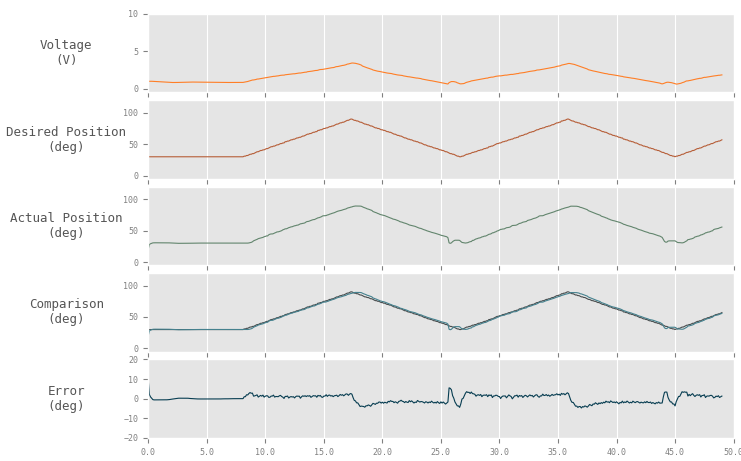 Voltage
(V)
10
5
0
Desired Position
(deg)
100
50
0
Actual Position
(deg)
100
50
0
Comparison
(deg)
100
50
0
Error
(deg)
20
10
0
−10
−20
0.0 5.0 10.0 15.0 20.0 25.0 30.0 35.0 40.0 45.0 50.0